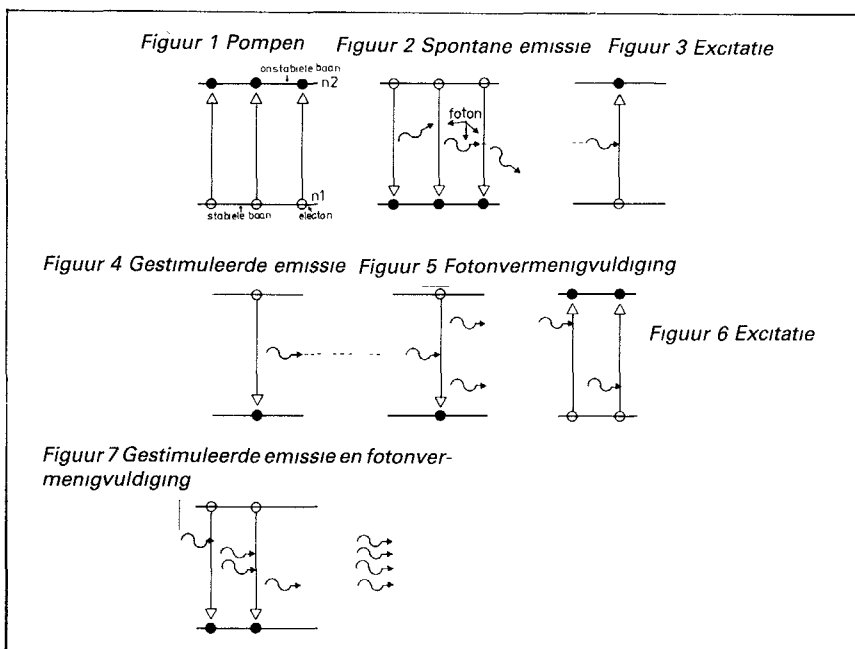 Figuur 1 Pompen
Figuur 2 Spontane emissie
Figuur 3 Excitatie
onstabiele baan
n2
foton
n1
stabiele baan
electon
Figuur 4 Gestimuleerde emissie
Figuur 5 Fotonvermenigvuldiging
Figuur 6 Excitatie
Figuur 7 Gestimuleerde emissie en fotonver-
menigvuldiging